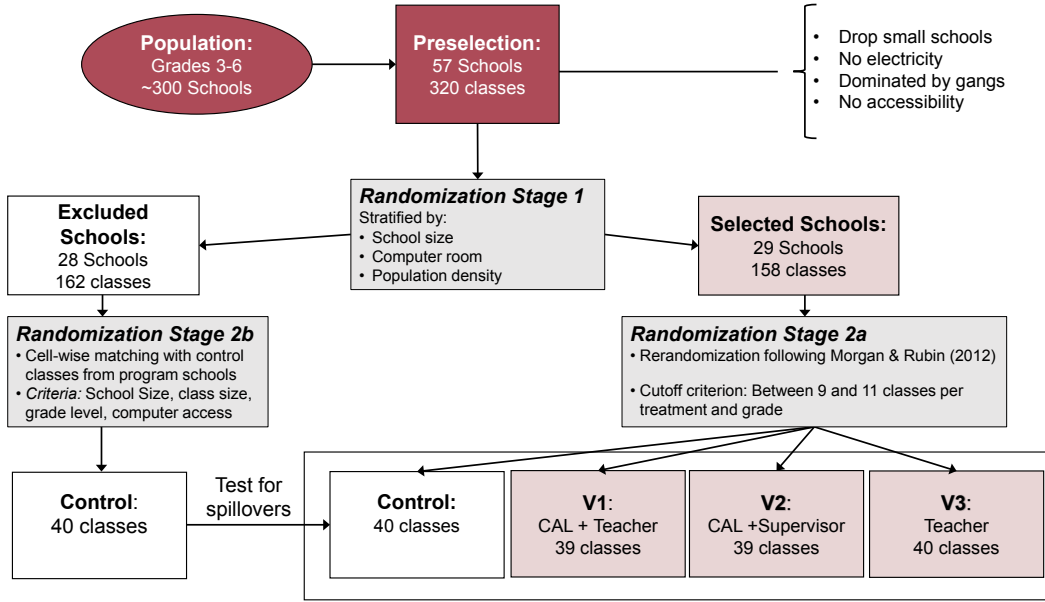 Population:
Grades 3-6
~300 Schools
Preselection:
57 Schools
320 classes
• Drop small schools
• No electricity
• Dominated by gangs
• No accessibility
Randomization Stage 1
Stratified by:
• School size
• Computer room
• Population density
Excluded
Schools:
28 Schools
162 classes
Selected Schools:
29 Schools
158 classes
Randomization Stage 2b
• Cell-wise matching with control
classes from program schools
• Criteria: School Size, class size,
grade level, computer access
Randomization Stage 2a
• Rerandomization following Morgan & Rubin (2012)
• Cutoff criterion: Between 9 and 11 classes per
treatment and grade
Control:
40 classes
Test for
spillovers
Control:
40 classes
V1:
CAL + Teacher
39 classes
V2:
CAL +Supervisor
39 classes
V3:
Teacher
40 classes